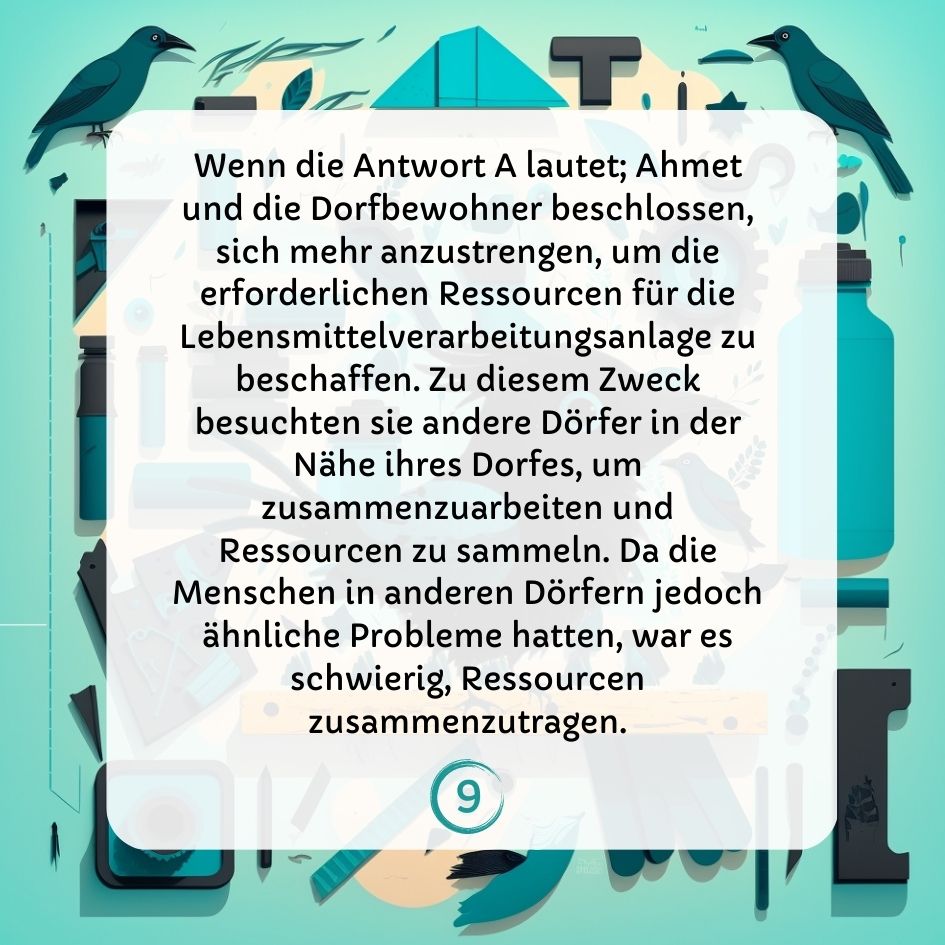 Wenn die Antwort A lautet; Ahmet
und die Dorfbewohner beschlossen,
sich mehr anzustrengen, um die
erforderlichen Ressourcen für die
Lebensmittelverarbeitungsanlage zu
beschaffen. Zu diesem Zweck
besuchten sie andere Dörfer in der
Nähe ihres Dorfes, um
zusammenzuarbeiten und
Ressourcen zu sammeln. Da die
Menschen in anderen Dörfern jedoch
ähnliche Probleme hatten, war es
schwierig, Ressourcen
zusammenzutragen.
9